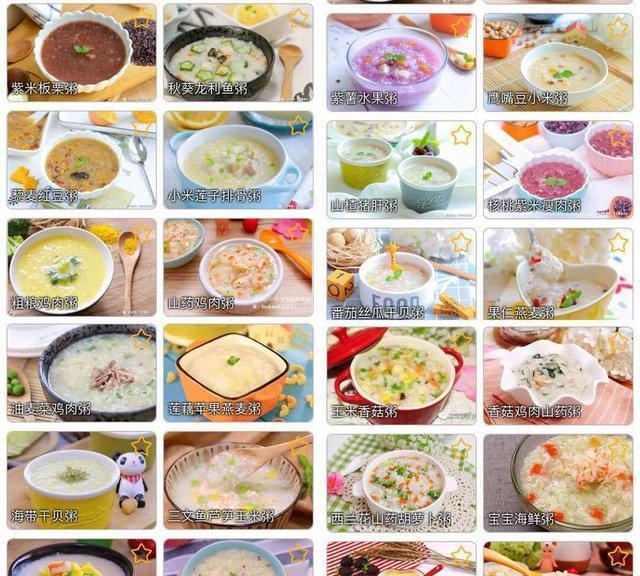 紫米板栗粥
秋葵龙利鱼粥
紫薯水果粥
鹰嘴豆小米粥
藜麦红豆粥
小米莲子排骨粥
山楂猪肝粥
核桃紫米瘦肉粥
粗粮鸡肉粥
山药鸡肉粥
番茄丝瓜干贝粥
果仁燕麦粥
油麦菜鸡肉粥
莲藕苹果燕麦粥
玉米香菇粥
香菇鸡肉山药粥
海带干贝粥
三文鱼芦笋玉米粥
西兰花山药胡萝卜粥
宝宝海鲜粥